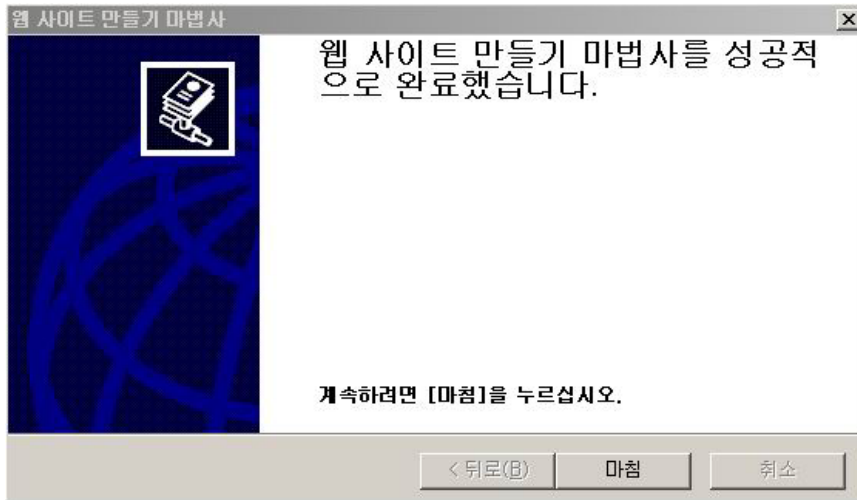 웹 사이트 만들기 마법사
웹 사이트 만들기 마법사를 성공적
으로 완료했습니다.
계속하려면 [마침]을 누르십시오.
< 뒤로(B)
마침
취소